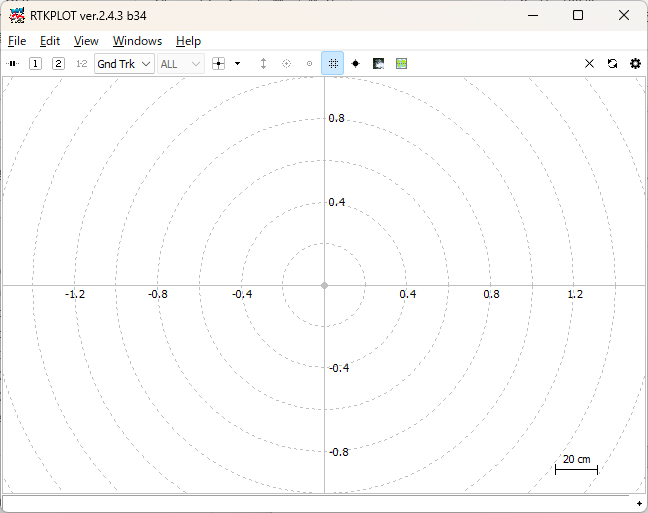 RTKPLOT ver.2.4.3 b34
File Edit View Windows Help
1 2 1-2 Gnd Trk ALL
0.8
0.4
-1.2 -0.8 -0.4 0.4 0.8 1.2
-0.4
-0.8
20 cm